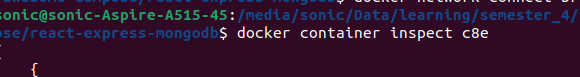 sonic@sonic-Aspire-A515-45:/media/sonic/Data/learning/semester_4/
ose/react-express-mongodb$ docker container inspect c8e
{